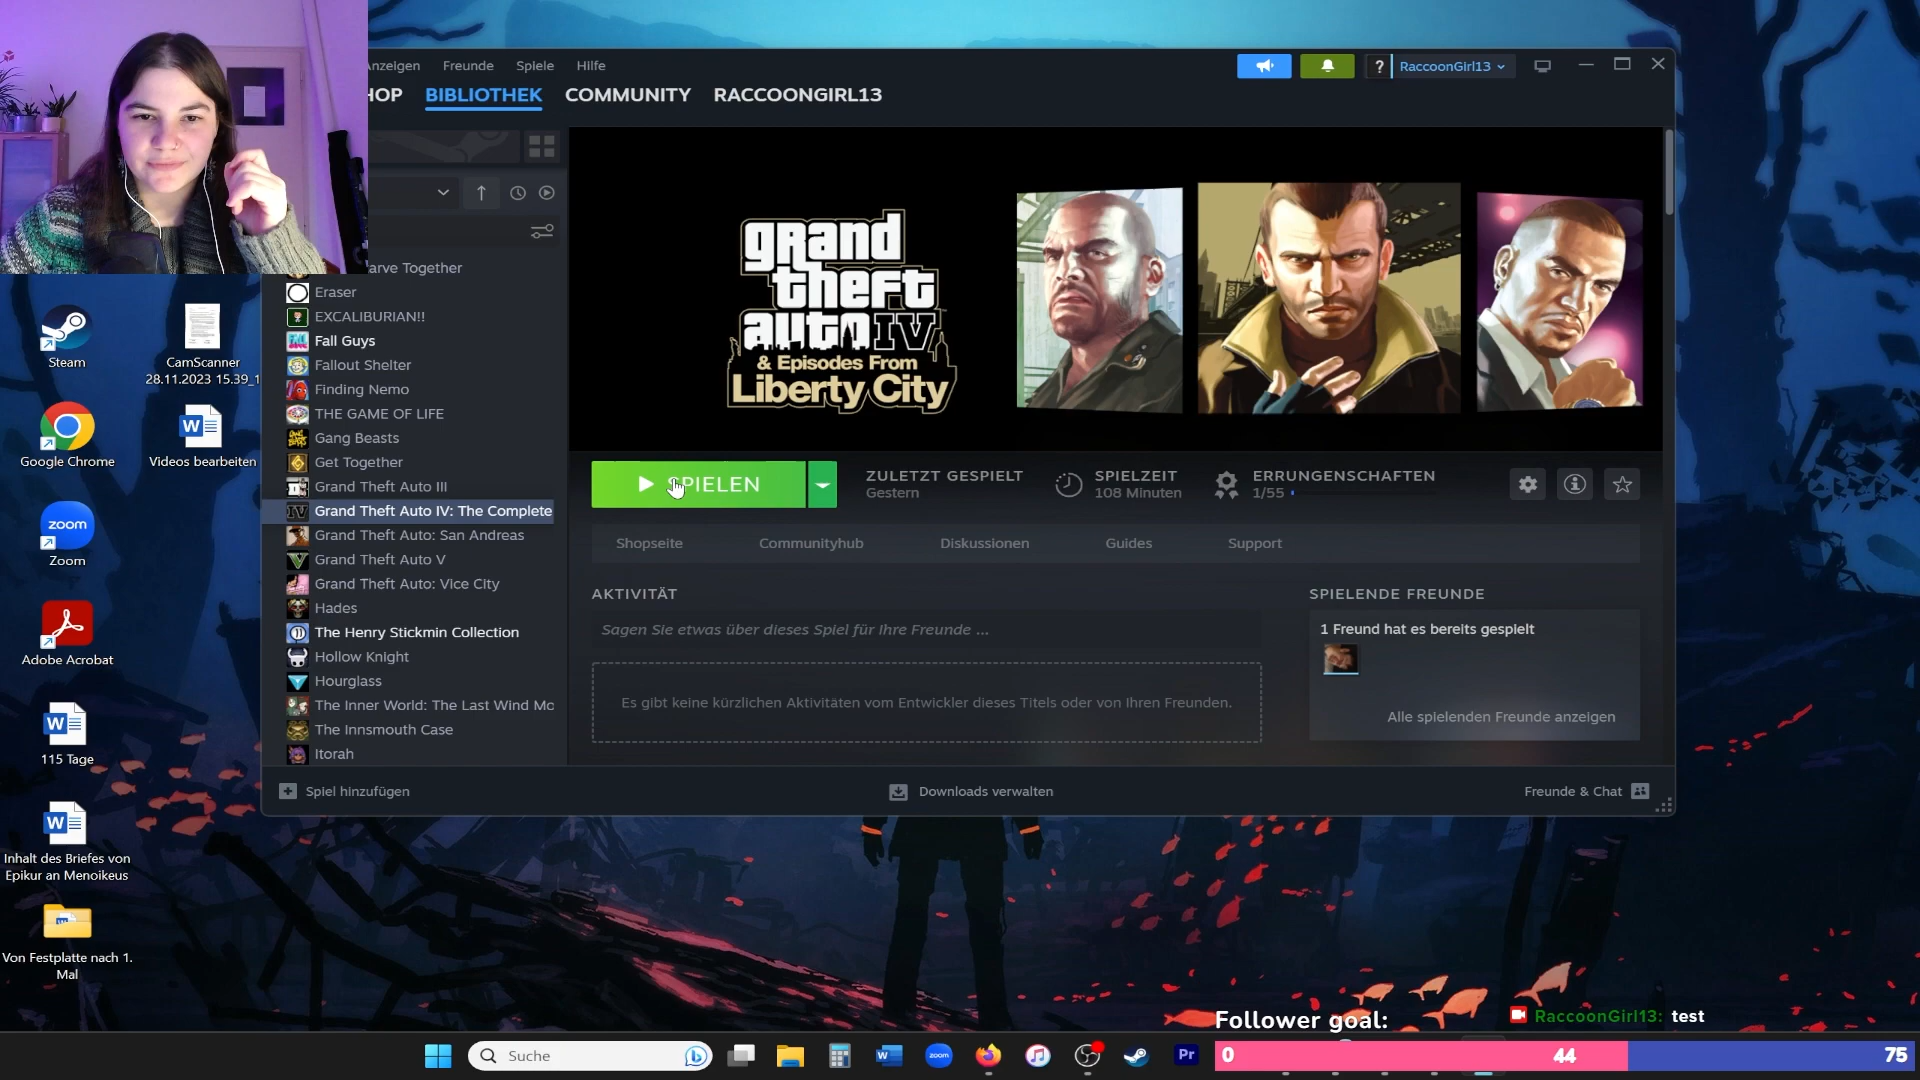 Anzeigen Freunde Spiele Hilfe
? RaccoonGirl13
HOP BIBLIOTHEK COMMUNITY RACCOONGIRL13
arve Together
Eraser
EXCALIBURIAN!!
Fall Guys
Fallout Shelter
Finding Nemo
THE GAME OF LIFE
Gang Beasts
Get Together
Grand Theft Auto III
Grand Theft Auto IV: The Complete
Grand Theft Auto: San Andreas
Grand Theft Auto V
Grand Theft Auto: Vice City
Hades
The Henry Stickmin Collection
Hollow Knight
Hourglass
The Inner World: The Last Wind Mo
The Innsmouth Case
Itorah
grand
theft
auto IV
& Episodes From
Liberty City
SPIELEN
ZULETZT GESPIELT
Gestern
SPIELZEIT
108 Minuten
ERRUNGENSCHAFTEN
1/55
Shopseite Communityhub Diskussionen Guides Support
AKTIVITÄT
Sagen Sie etwas über dieses Spiel für Ihre Freunde ...
Es gibt keine kürzlichen Aktivitäten vom Entwickler dieses Titels oder von Ihren Freunden.
SPIELENDE FREUNDE
1 Freund hat es bereits gespielt
Alle spielenden Freunde anzeigen
Spiel hinzufügen
Downloads verwalten
Freunde & Chat
Steam
CamScanner
28.11.2023 15.39_1
Google Chrome
Videos bearbeiten
zoom
Zoom
Adobe Acrobat
115 Tage
Inhalt des Briefes von
Epikur an Menoikeus
Von Festplatte nach 1.
Mal
Follower goal:
RaccoonGirl13: test
Suche
zoom
Pr
0 44 75